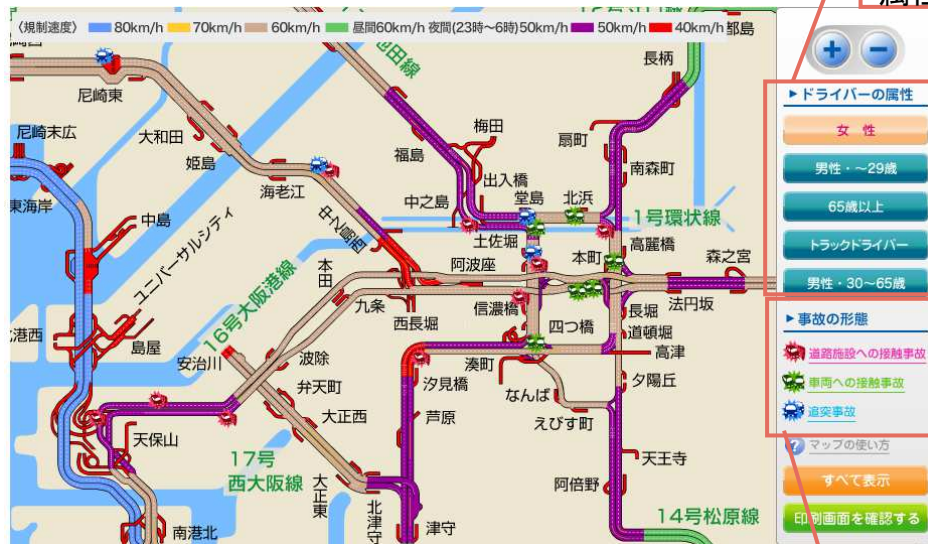 〈規制速度〉 80km/h 70km/h 60km/h 昼間60km/h 夜間(23時〜6時)50km/h 50km/h 40km/h
都島
長柄
尼崎東
尼崎末広
大和田
姫島
海老江
福島
梅田
扇町
出入橋
南森町
中之島
堂島
北浜
東海岸
中島
ユニバーサルシティ
中之島西
土佐堀
1号環状線
高麗橋
本町
森之宮
16号大阪港線
本田
阿波座
九条
西長堀
信濃橋
法円坂
長堀
四つ橋
道頓堀
高津
港西
島屋
安治川
波除
弁天町
大正西
汐見橋
湊町
なんば
えびす町
夕陽丘
芦原
天保山
17号
西大阪線
大正東
北津守
津守
天王寺
阿倍野
14号松原線
南港北
ドライバーの属性
女 性
男性・〜29歳
65歳以上
トラックドライバー
男性・30〜65歳
事故の形態
道路施設への接触事故
車両への接触事故
追突事故
? マップの使い方
すべて表示
印刷画面を確認する